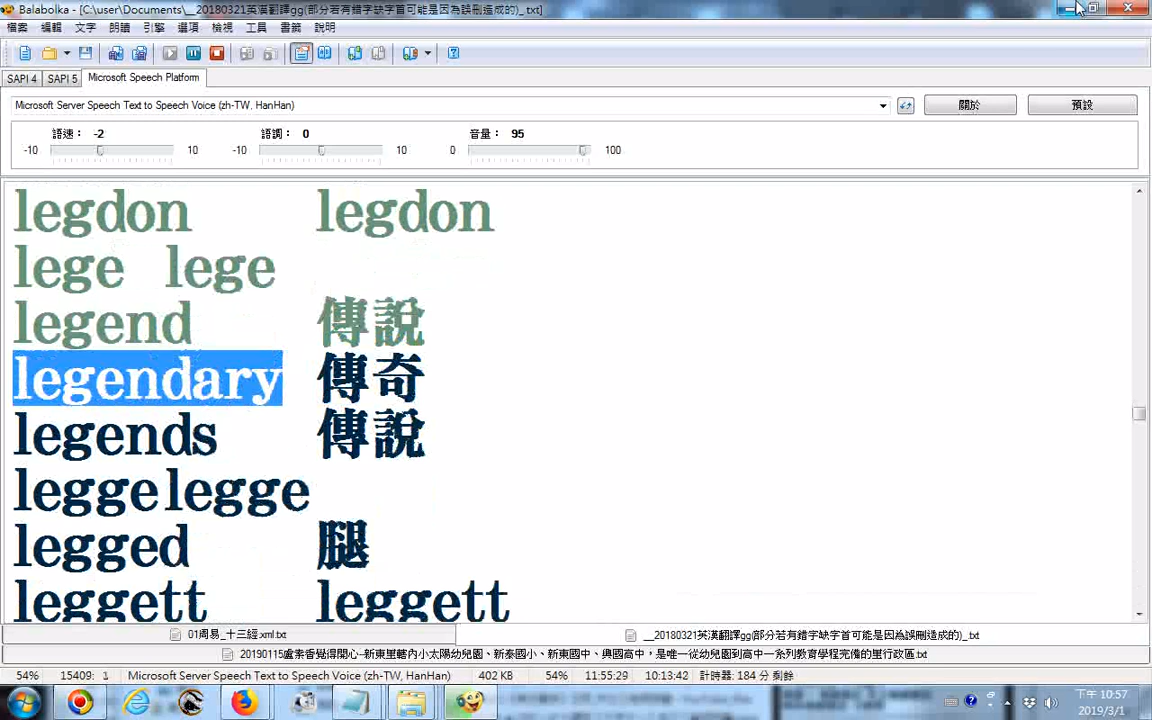 Balabolka - [C:\user\Documents\__20180321英漢翻譯gg(部分若有錯字缺字首可能是因為誤刪造成的)_.txt]
檔案 編輯 文字 朗讀 引擎 選項 檢視 工具 書籤 說明
SAPI 4 SAPI 5 Microsoft Speech Platform
Microsoft Server Speech Text to Speech Voice (zh-TW, HanHan) 關於 預設
語速： -2 語調： 0 音量： 95
-10 10 -10 10 0 100
legdon legdon
lege lege
legend 傳說
legendary 傳奇
legends 傳說
legge legge
legged 腿
leggett leggett
01周易_十三經.xml.txt __20180321英漢翻譯gg(部分若有錯字缺字首可能是因為誤刪造成的)_.txt
20190115盧素香覺得開心~新東里轄內小太陽幼兒園、新泰國小、新東國中、興國高中，是唯一從幼兒園到高中一系列教育學程完備的里行政區.txt
54% 15409: 1 Microsoft Server Speech Text to Speech Voice (zh-TW, HanHan) 402 KB 54% 11:55:29 10:13:42 計時器: 184 分 剩餘
下午 10:57
2019/3/1